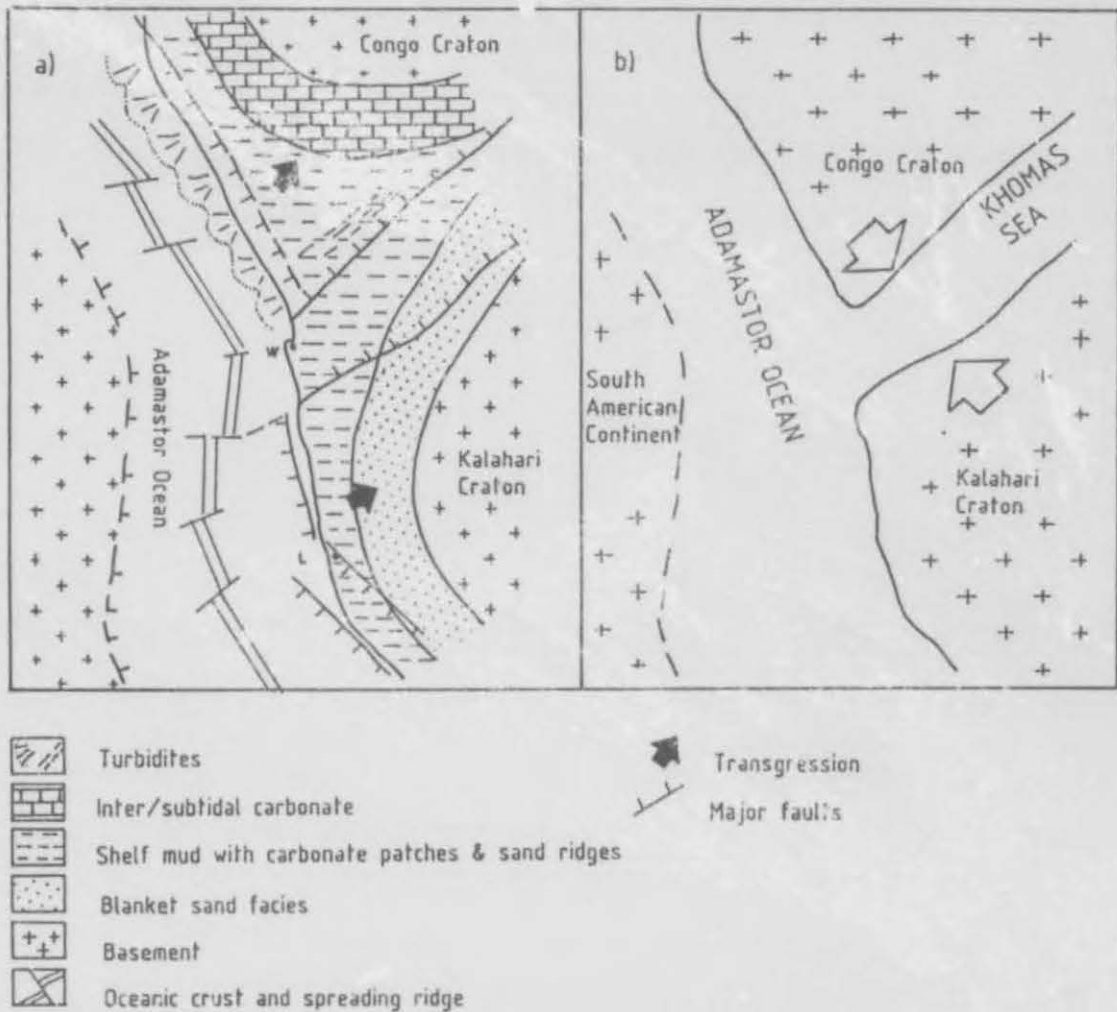 a)
Congo Craton
Adamastor
Ocean
w
Kalahari
Craton
L
b)
Congo Craton
KHOMAS
SEA
ADAMASTOR OCEAN
South
American
Continent
Kalahari
Craton
Turbidites
Inter/subtidal carbonate
Shelf mud with carbonate patches & sand ridges
Blanket sand facies
Basement
Oceanic crust and spreading ridge
Transgression
Major faults